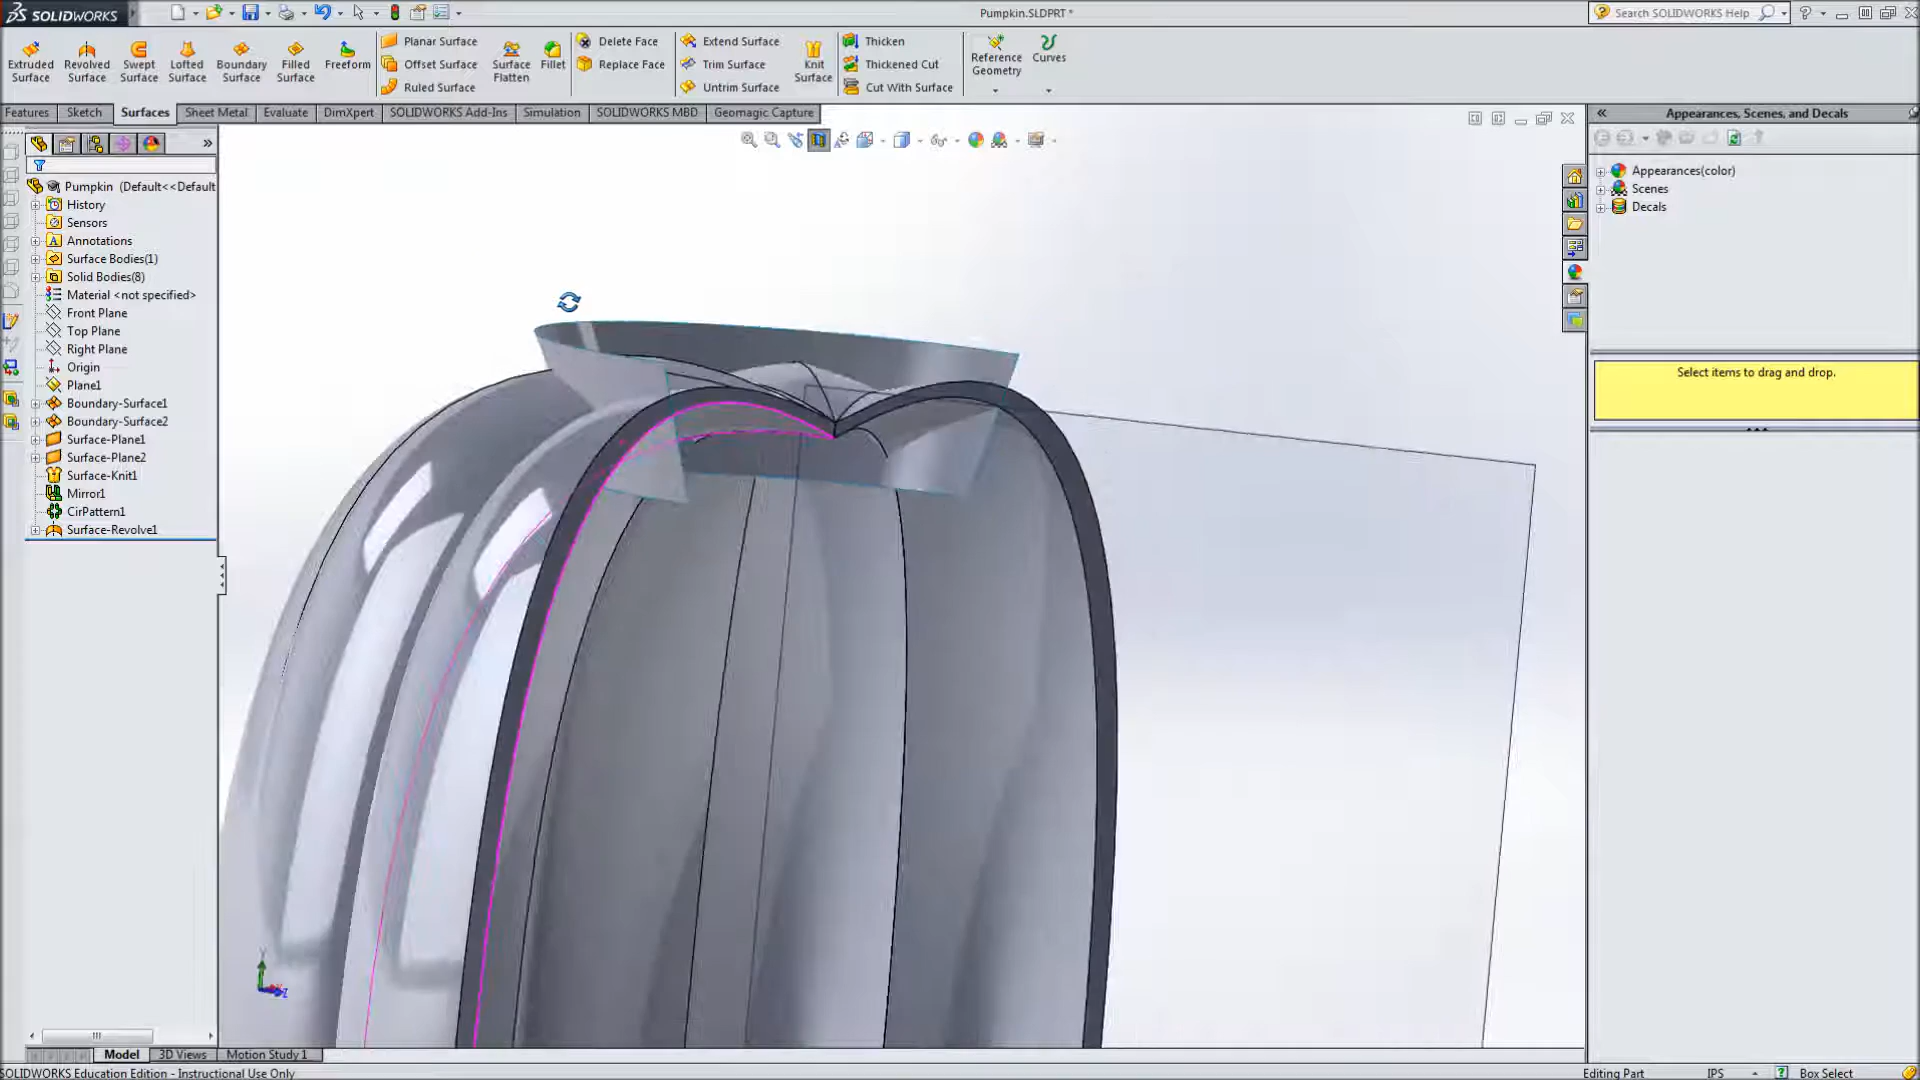 SOLIDWORKS
Pumpkin.SLDPRT *
Search SOLIDWORKS Help
Extruded Surface
Revolved Surface
Swept Surface
Lofted Surface
Boundary Surface
Filled Surface
Freeform
Planar Surface
Offset Surface
Ruled Surface
Surface Flatten
Fillet
Delete Face
Replace Face
Extend Surface
Trim Surface
Untrim Surface
Knit Surface
Thicken
Thickened Cut
Cut With Surface
Reference Geometry
Curves
Features
Sketch
Surfaces
Sheet Metal
Evaluate
DimXpert
SOLIDWORKS Add-Ins
Simulation
SOLIDWORKS MBD
Geomagic Capture
Appearances, Scenes, and Decals
Pumpkin (Default<<Default
History
Sensors
Annotations
Surface Bodies(1)
Solid Bodies(8)
Material <not specified>
Front Plane
Top Plane
Right Plane
Origin
Plane1
Boundary-Surface1
Boundary-Surface2
Surface-Plane1
Surface-Plane2
Surface-Knit1
Mirror1
CirPattern1
Surface-Revolve1
Appearances(color)
Scenes
Decals
Select items to drag and drop.
Model
3D Views
Motion Study 1
SOLIDWORKS Education Edition - Instructional Use Only
Editing Part
IPS
Box Select